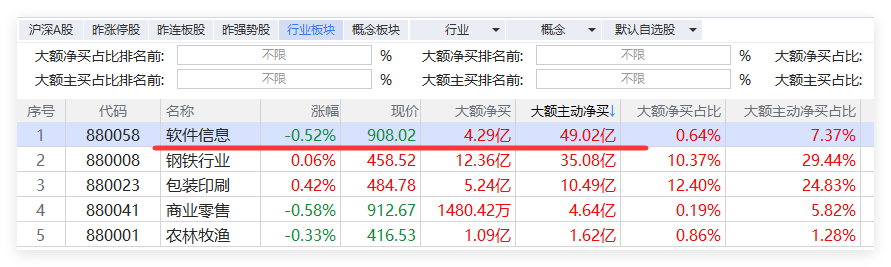 沪深A股 昨涨停股 昨连板股 昨强势股 行业板块 概念板块 行业 概念 默认自选股
大额净买占比排名前: 不限 % 大额净买排名前: 不限 % 大额净买占比:
大额主买占比排名前: 不限 % 大额主买排名前: 不限 % 大额主买占比:
序号 代码 名称 涨幅 现价 大额净买 大额主动净买↓ 大额净买占比 大额主动净买占比
1 880058 软件信息 -0.52% 908.02 4.29亿 49.02亿 0.64% 7.37%
2 880008 钢铁行业 0.06% 458.52 12.36亿 35.08亿 10.37% 29.44%
3 880023 包装印刷 0.42% 484.78 5.24亿 10.49亿 12.40% 24.83%
4 880041 商业零售 -0.58% 912.67 1480.42万 4.64亿 0.19% 5.82%
5 880001 农林牧渔 -0.33% 416.53 1.09亿 1.62亿 0.86% 1.28%